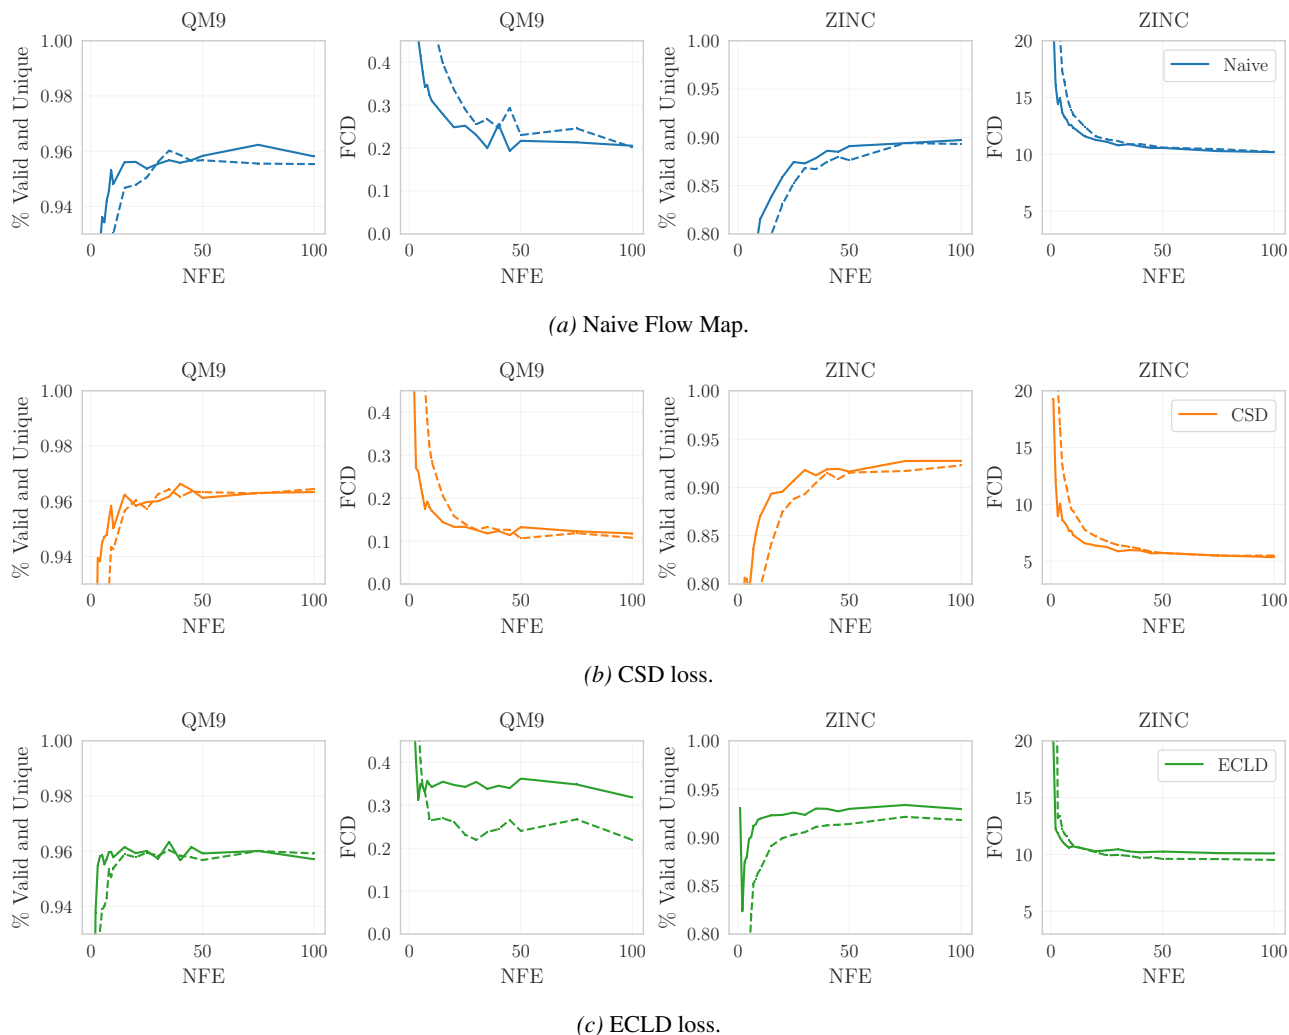 QM9
QM9
ZINC
ZINC
% Valid and Unique
1.00
0.98
0.96
0.94
0
50
100
NFE
FCD
0.4
0.3
0.2
0.1
0.0
0
50
100
NFE
% Valid and Unique
1.00
0.95
0.90
0.85
0.80
0
50
100
NFE
FCD
20
15
10
5
0
50
100
NFE
Naive
(a) Naive Flow Map.
QM9
QM9
ZINC
ZINC
% Valid and Unique
1.00
0.98
0.96
0.94
0
50
100
NFE
FCD
0.4
0.3
0.2
0.1
0.0
0
50
100
NFE
% Valid and Unique
1.00
0.95
0.90
0.85
0.80
0
50
100
NFE
FCD
20
15
10
5
0
50
100
NFE
CSD
(b) CSD loss.
QM9
QM9
ZINC
ZINC
% Valid and Unique
1.00
0.98
0.96
0.94
0
50
100
NFE
FCD
0.4
0.3
0.2
0.1
0.0
0
50
100
NFE
% Valid and Unique
1.00
0.95
0.90
0.85
0.80
0
50
100
NFE
FCD
20
15
10
5
0
50
100
NFE
ECLD
(c) ECLD loss.